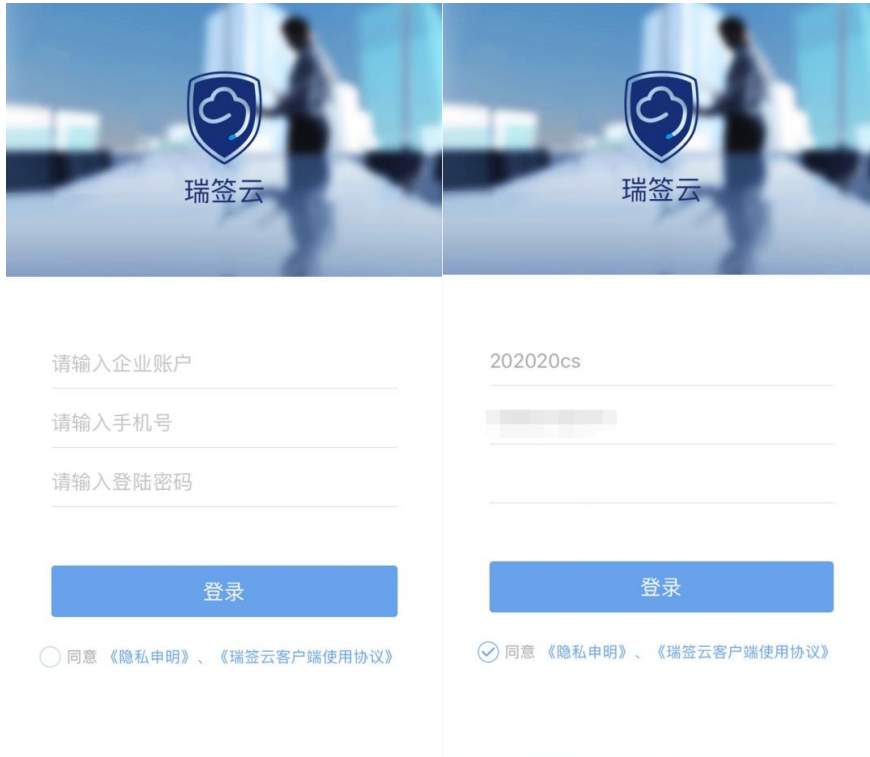 瑞签云
请输入企业账户
请输入手机号
请输入登陆密码
登录
同意 《隐私申明》、《瑞签云客户端使用协议》
瑞签云
202020cs
登录
同意 《隐私申明》、《瑞签云客户端使用协议》